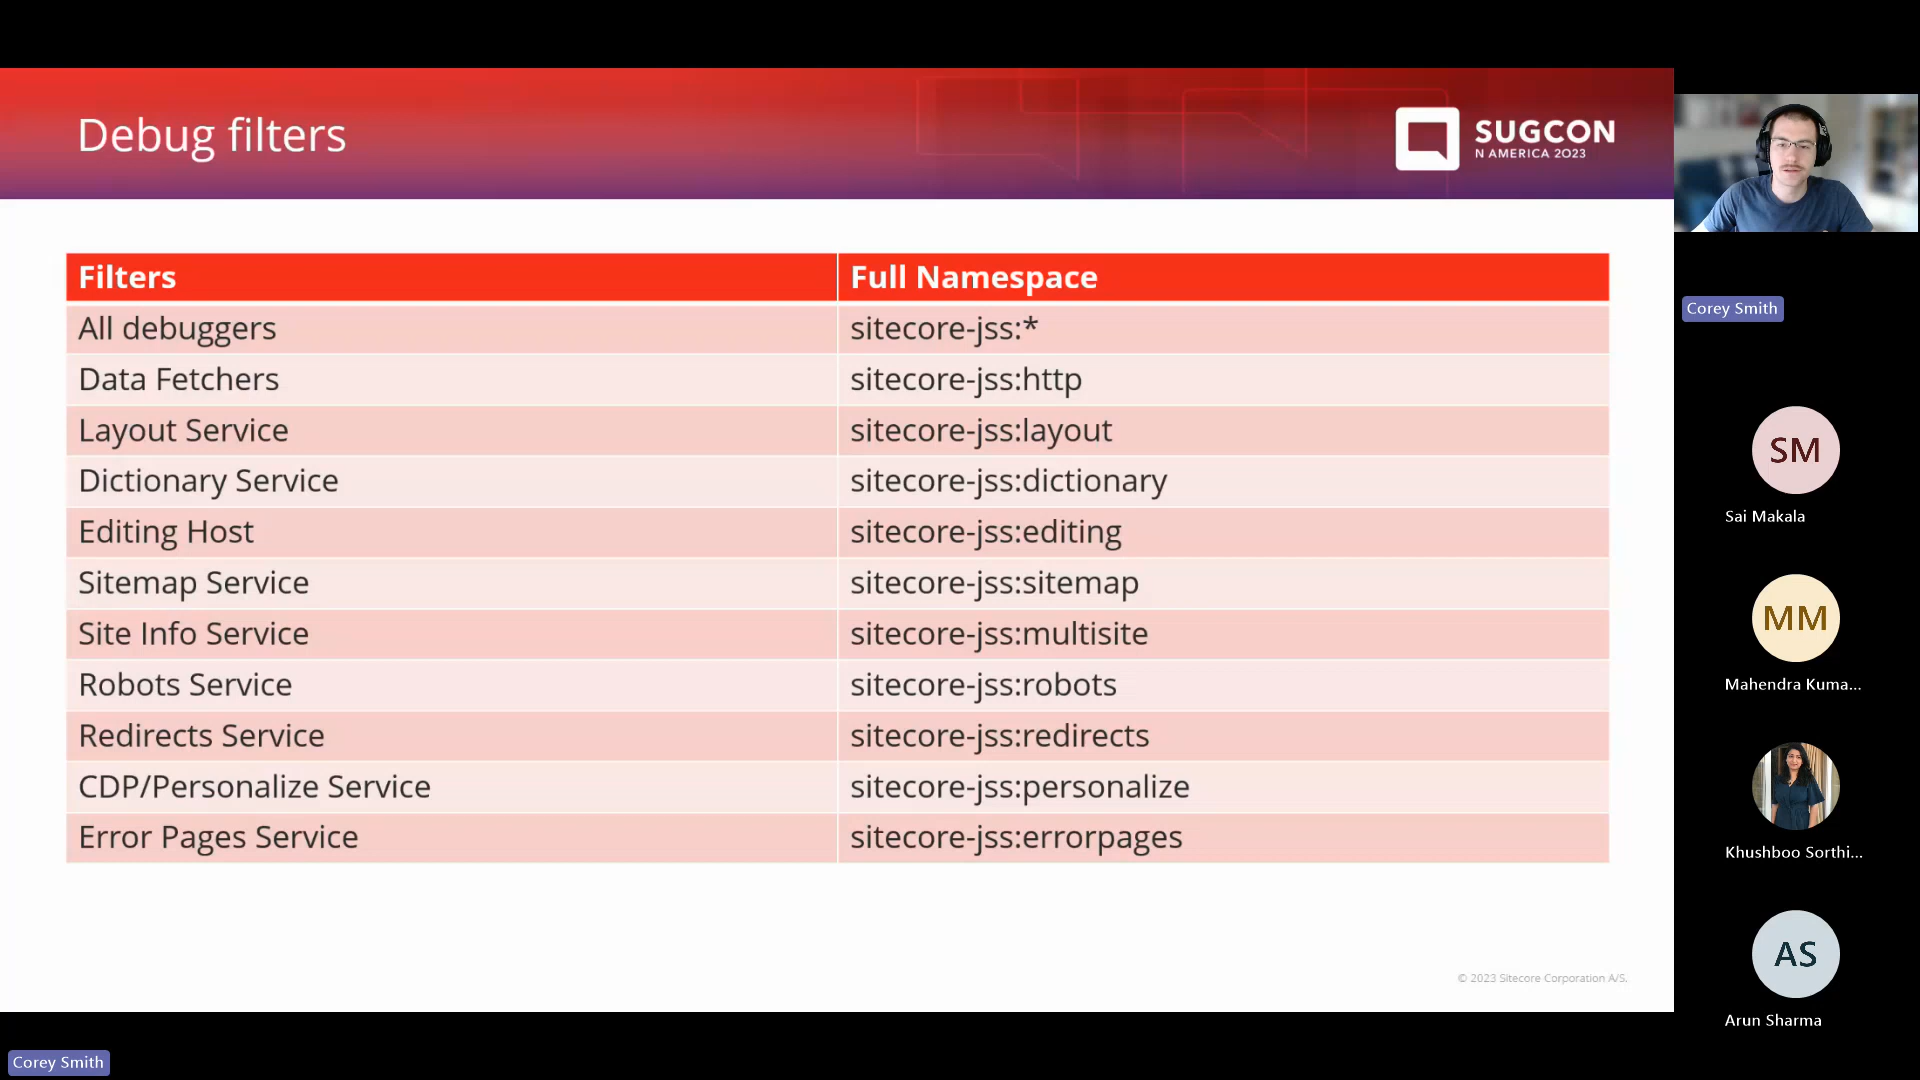 Debug filters
SUGCON
N AMERICA 2023
Filters Full Namespace
All debuggers sitecore-jss:*
Data Fetchers sitecore-jss:http
Layout Service sitecore-jss:layout
Dictionary Service sitecore-jss:dictionary
Editing Host sitecore-jss:editing
Sitemap Service sitecore-jss:sitemap
Site Info Service sitecore-jss:multisite
Robots Service sitecore-jss:robots
Redirects Service sitecore-jss:redirects
CDP/Personalize Service sitecore-jss:personalize
Error Pages Service sitecore-jss:errorpages
© 2023 Sitecore Corporation A/S.
Corey Smith
Corey Smith
SM
Sai Makala
MM
Mahendra Kuma...
Khushboo Sorthi...
AS
Arun Sharma